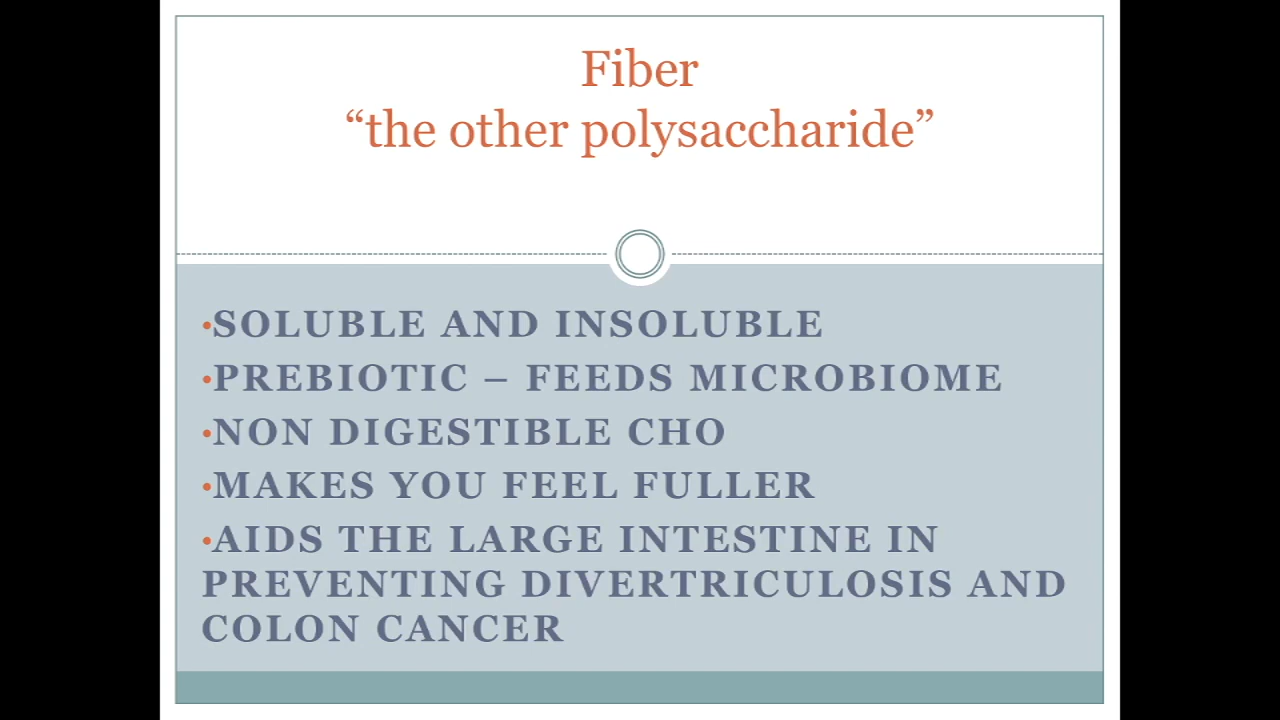 Fiber
“the other polysaccharide”
•SOLUBLE AND INSOLUBLE
•PREBIOTIC – FEEDS MICROBIOME
•NON DIGESTIBLE CHO
•MAKES YOU FEEL FULLER
•AIDS THE LARGE INTESTINE IN
PREVENTING DIVERTRICULOSIS AND
COLON CANCER